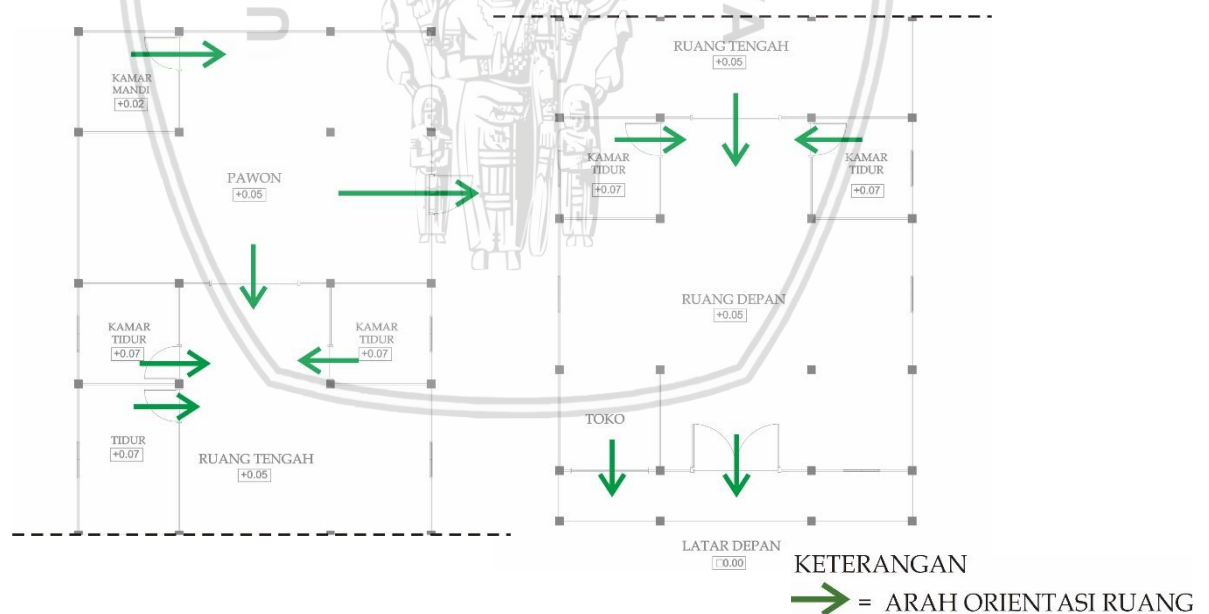 KAMAR
MANDI
+0.02
PAWON
+0.05
KAMAR
TIDUR
+0.07
KAMAR
TIDUR
+0.07
TIDUR
+0.07
RUANG TENGAH
+0.05
RUANG TENGAH
+0.05
KAMAR
TIDUR
+0.07
KAMAR
TIDUR
+0.07
RUANG DEPAN
+0.05
TOKO
LATAR DEPAN
□0.00
KETERANGAN
= ARAH ORIENTASI RUANG
U
A